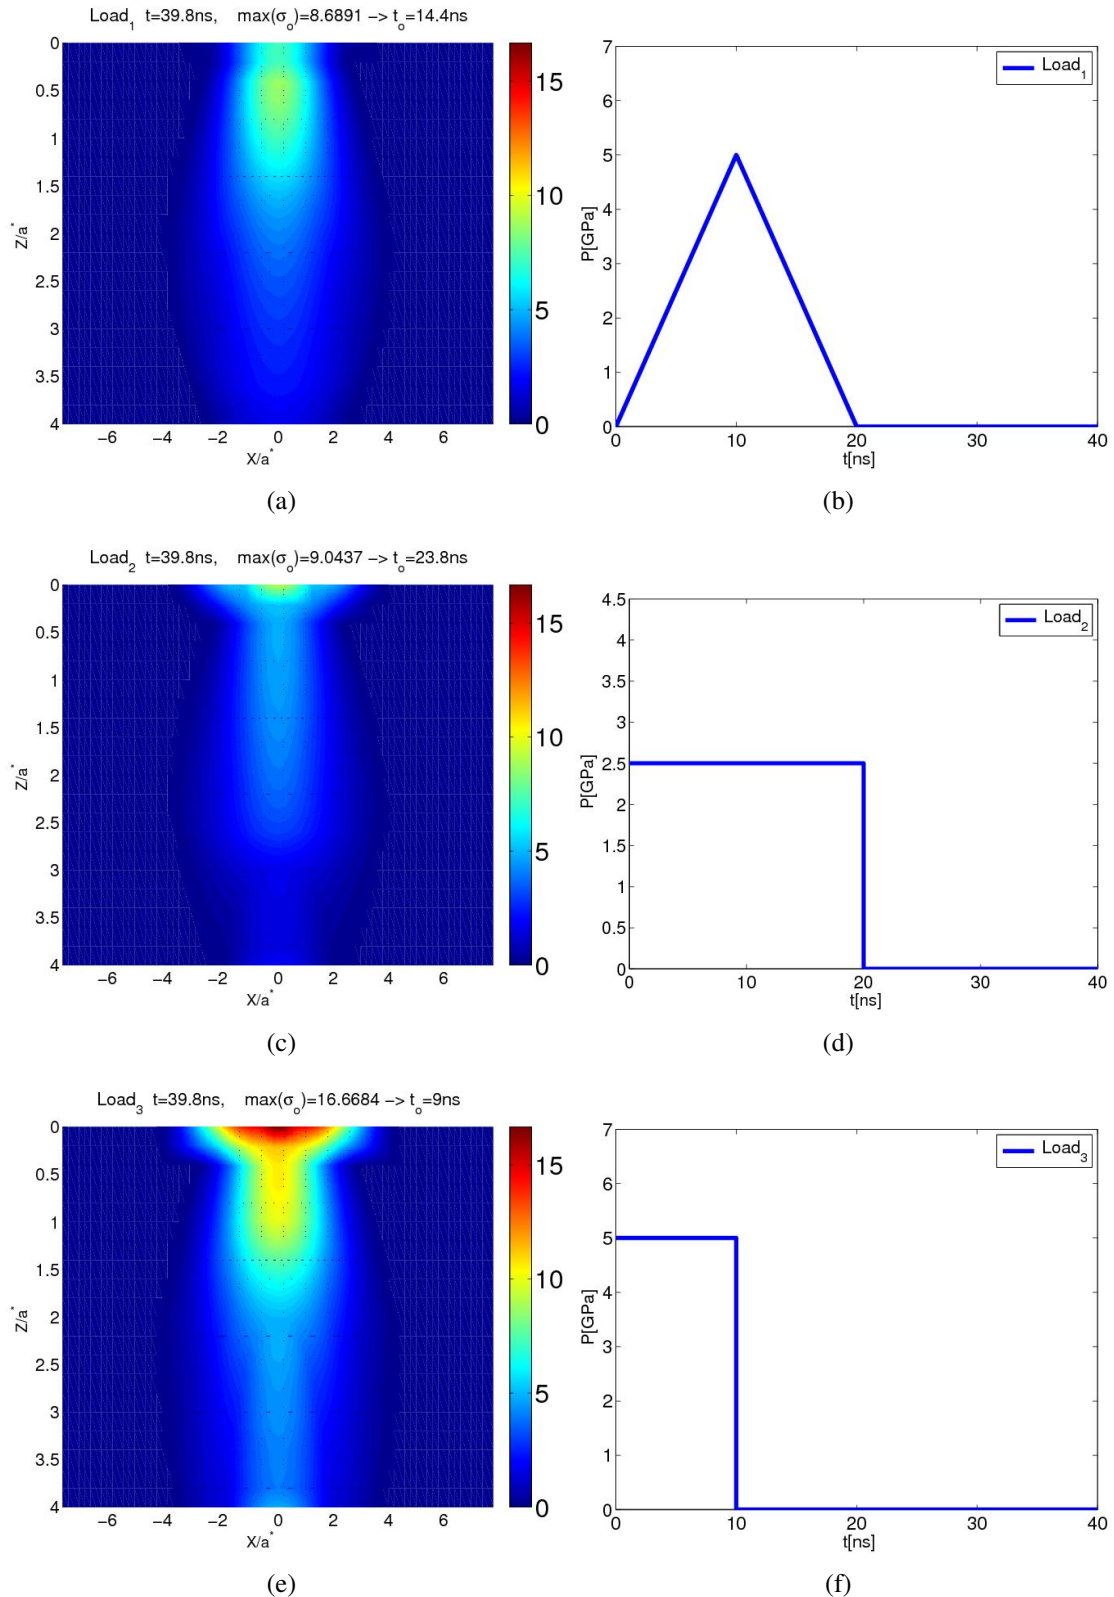 Load₁ t=39.8ns, max(σₒ)=8.6891 −> tₒ=14.4ns
0
0.5
1
1.5
2
2.5
3
3.5
4
Z/a*
−6 −4 −2 0 2 4 6
X/a*
15
10
5
0
(a)
7
6
5
4
3
2
1
0
P[GPa]
Load₁
0 10 20 30 40
t[ns]
(b)
Load₂ t=39.8ns, max(σₒ)=9.0437 −> tₒ=23.8ns
0
0.5
1
1.5
2
2.5
3
3.5
4
Z/a*
−6 −4 −2 0 2 4 6
X/a*
15
10
5
0
(c)
4.5
4
3.5
3
2.5
2
1.5
1
0.5
0
P[GPa]
Load₂
0 10 20 30 40
t[ns]
(d)
Load₃ t=39.8ns, max(σₒ)=16.6684 −> tₒ=9ns
0
0.5
1
1.5
2
2.5
3
3.5
4
Z/a*
−6 −4 −2 0 2 4 6
X/a*
15
10
5
0
(e)
7
6
5
4
3
2
1
0
P[GPa]
Load₃
0 10 20 30 40
t[ns]
(f)